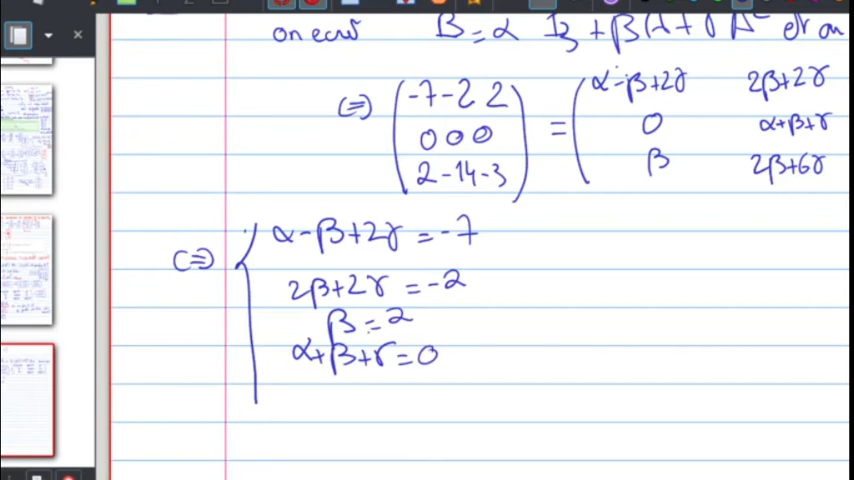 on écrit B = α I₃ + βA + γA² et on
⇔ (-7 -2 2 = (α-β+2γ 2β+2γ
0 0 0 0 α+β+γ
2 -14 -3) β 2β+6γ
⇔ { α-β+2γ = -7
2β+2γ = -2
β = 2
α+β+γ = 0